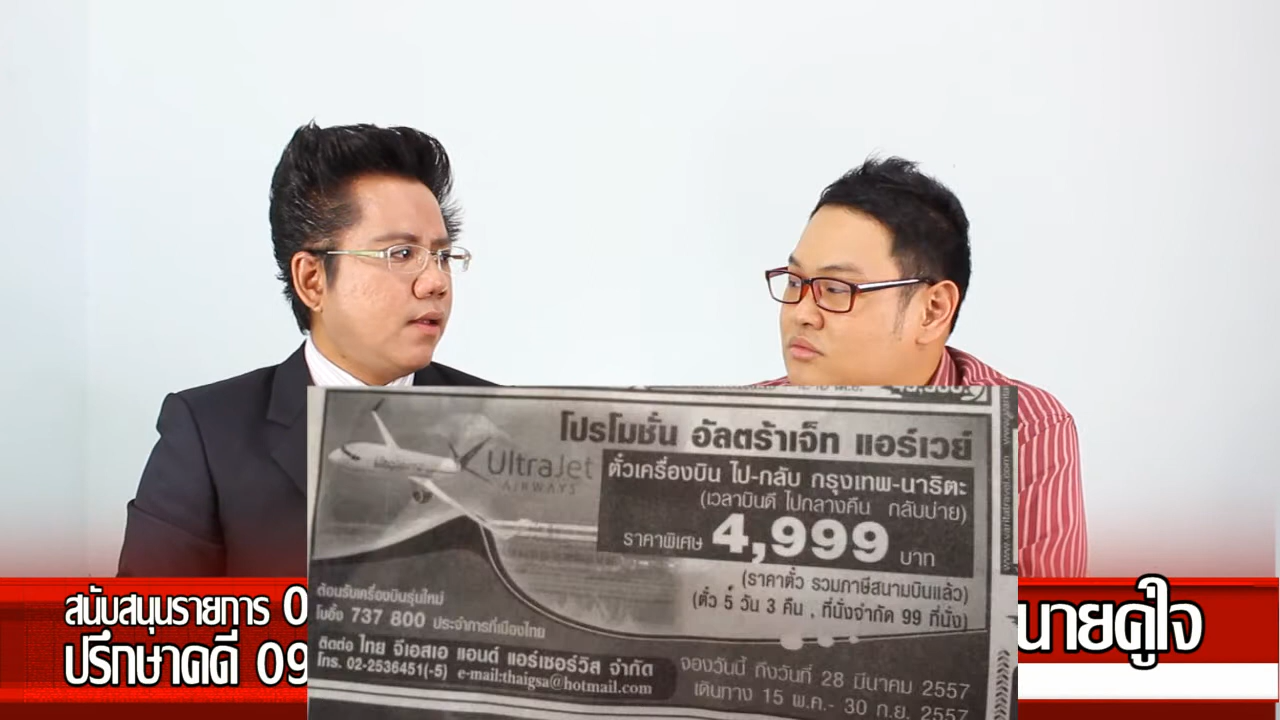 โปรโมชั่น อัลตร้าเจ็ท แอร์เวย์
UltraJet
AIRWAYS
ตั๋วเครื่องบิน ไป-กลับ กรุงเทพ-นาริตะ
(เวลาบินดี ไปกลางคืน กลับบ่าย)
ราคาพิเศษ 4,999 บาท
(ราคาตั๋ว รวมภาษีสนามบินแล้ว)
(ตั๋ว 5 วัน 3 คืน , ที่นั่งจำกัด 99 ที่นั่ง)
ต้อนรับเครื่องบินรุ่นใหม่
โบอิ้ง 737 800 ประจำการที่เมืองไทย
ติดต่อ ไทย จีเอสเอ แอนด์ แอร์เซอร์วิส จำกัด
โทร. 02-2536451(-5) e-mail:thaigsa@hotmail.com
จองวันนี้ ถึงวันที่ 28 มีนาคม 2557
เดินทาง 15 พ.ค.- 30 ก.ย. 2557
www.varitatravel.com
สนับสนุนรายการ 0
ปรึกษาคดี 09
นายคู่ใจ